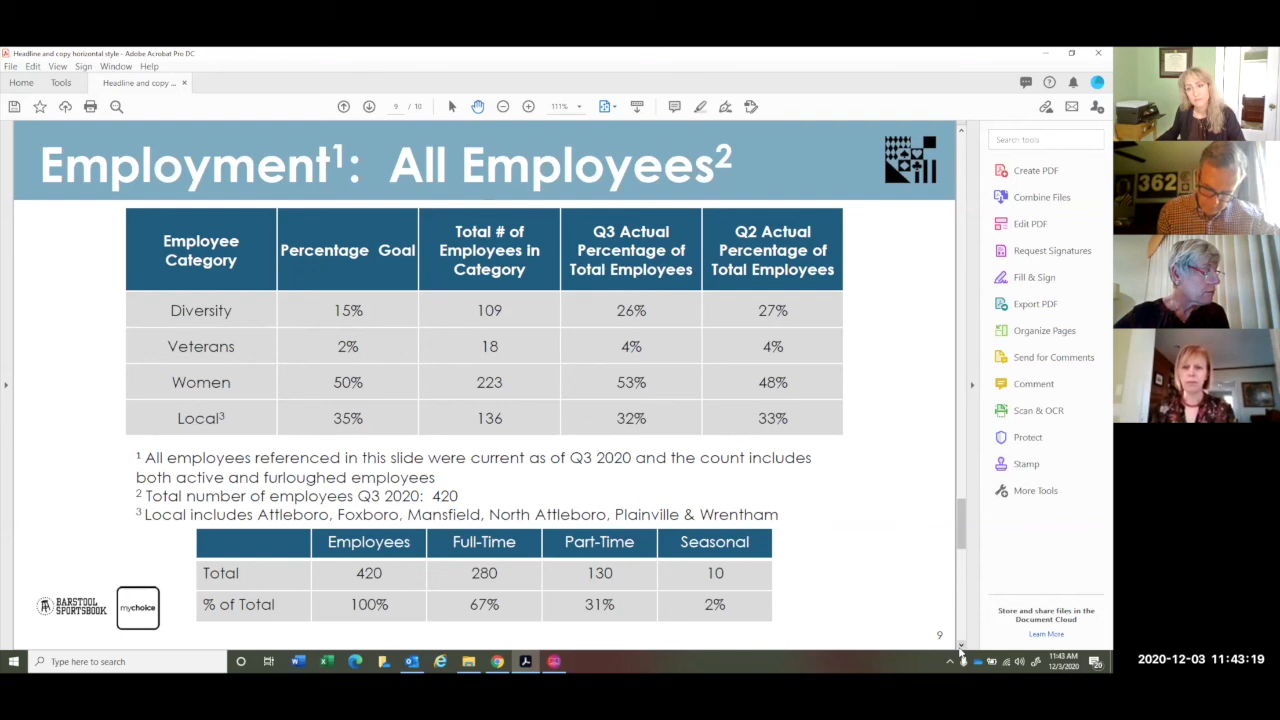 Headline and copy horizontal style - Adobe Acrobat Pro DC
File Edit View Sign Window Help
Home Tools Headline and copy ... ×
9 / 10 111%
Employment¹: All Employees²
Employee Category Percentage Goal Total # of Employees in Category Q3 Actual Percentage of Total Employees Q2 Actual Percentage of Total Employees
Diversity 15% 109 26% 27%
Veterans 2% 18 4% 4%
Women 50% 223 53% 48%
Local³ 35% 136 32% 33%
¹ All employees referenced in this slide were current as of Q3 2020 and the count includes
both active and furloughed employees
² Total number of employees Q3 2020: 420
³ Local includes Attleboro, Foxboro, Mansfield, North Attleboro, Plainville & Wrentham
Employees Full-Time Part-Time Seasonal
Total 420 280 130 10
% of Total 100% 67% 31% 2%
BARSTOOL
SPORTSBOOK
mychoice
9
Search tools
Create PDF
Combine Files
Edit PDF
Request Signatures
Fill & Sign
Export PDF
Organize Pages
Send for Comments
Comment
Scan & OCR
Protect
Stamp
More Tools
Store and share files in the
Document Cloud
Learn More
362
Type here to search
11:43 AM
12/3/2020
20
2020-12-03 11:43:19